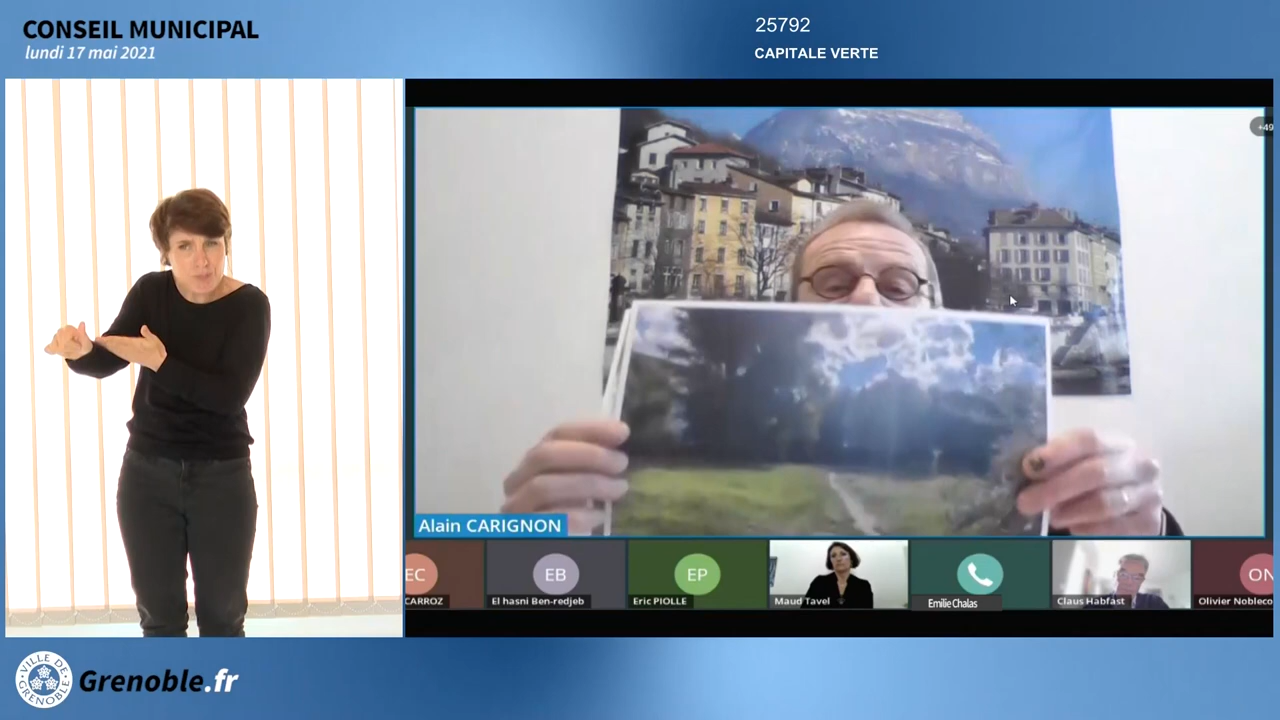 CONSEIL MUNICIPAL
lundi 17 mai 2021
25792
CAPITALE VERTE
+49
Alain CARIGNON
EC
EB
EP
ON
CARROZ
El hasni Ben-redjeb
Eric PIOLLE
Maud Tavel
Emilie Chalas
Claus Habfast
Olivier Nobleco
VILLE DE GRENOBLE
Grenoble.fr